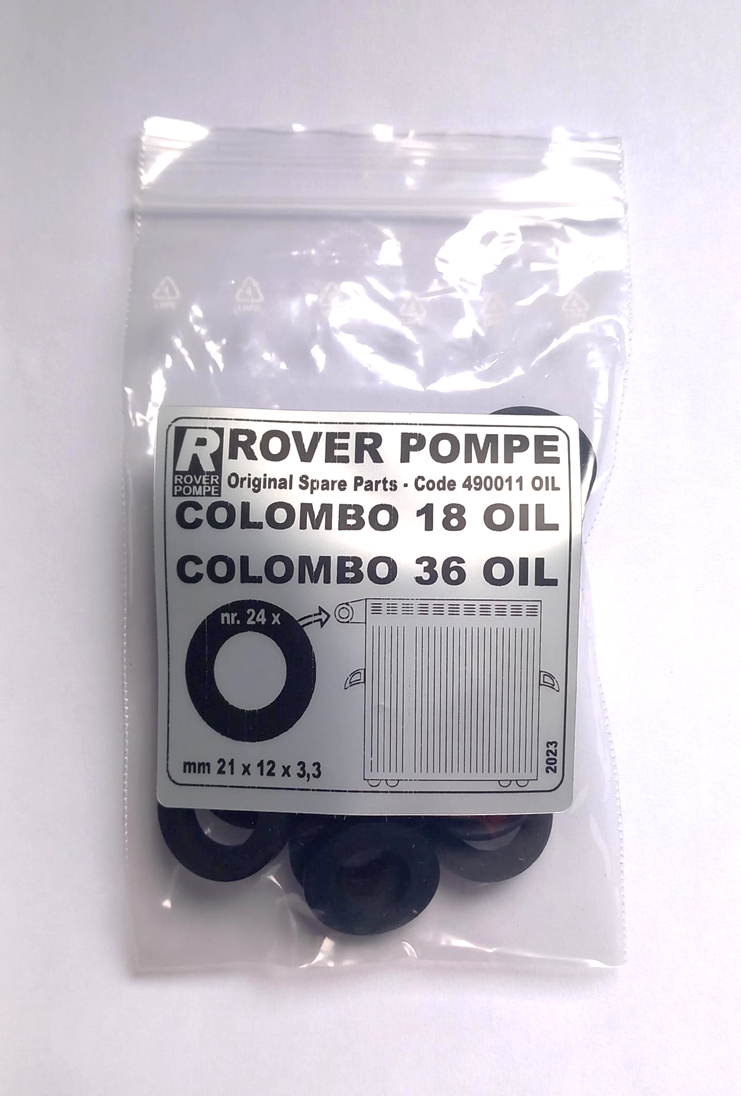 R ROVER POMPE
ROVER
POMPE
Original Spare Parts - Code 490011 OIL
COLOMBO 18 OIL
COLOMBO 36 OIL
nr. 24 x
mm 21 x 12 x 3,3
2023